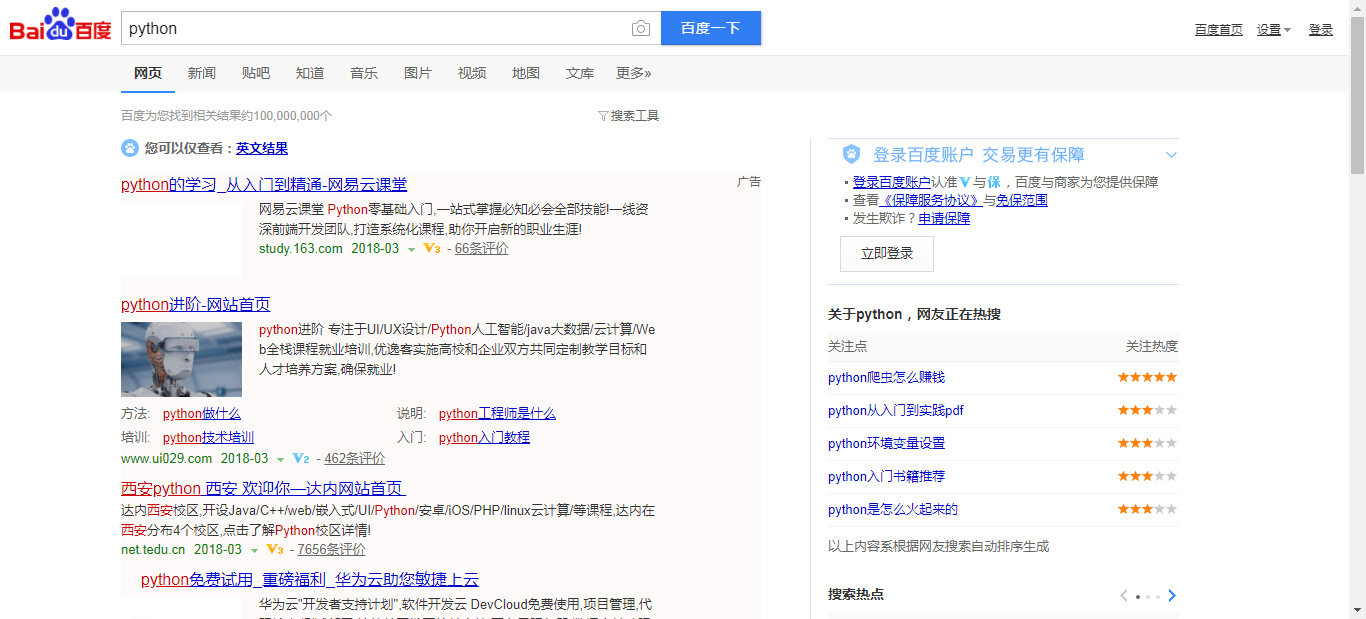 Bai du 百度
python
百度一下
百度首页 设置 登录
网页 新闻 贴吧 知道 音乐 图片 视频 地图 文库 更多»
百度为您找到相关结果约100,000,000个
搜索工具
您可以仅查看：英文结果
python的学习_从入门到精通-网易云课堂
广告
网易云课堂 Python零基础入门,一站式掌握必知必会全部技能!一线资
深前端开发团队,打造系统化课程,助你开启新的职业生涯!
study.163.com 2018-03 V3 - 66条评价
python进阶-网站首页
python进阶 专注于UI/UX设计/Python人工智能/java大数据/云计算/We
b全栈课程就业培训,优逸客实施高校和企业双方共同定制教学目标和
人才培养方案,确保就业!
方法: python做什么 说明: python工程师是什么
培训: python技术培训 入门: python入门教程
www.ui029.com 2018-03 V2 - 462条评价
西安python 西安 欢迎你—达内网站首页
达内西安校区,开设Java/C++/web/嵌入式/UI/Python/安卓/iOS/PHP/linux云计算/等课程,达内在
西安分布4个校区,点击了解Python校区详情!
net.tedu.cn 2018-03 V3 - 7656条评价
python免费试用_重磅福利_华为云助您敏捷上云
华为云"开发者支持计划",软件开发云 DevCloud免费使用,项目管理,代
登录百度账户 交易更有保障
登录百度账户认准V与保，百度与商家为您提供保障
查看《保障服务协议》与免保范围
发生欺诈？申请保障
立即登录
关于python，网友正在热搜
关注点 关注热度
python爬虫怎么赚钱
python从入门到实践pdf
python环境变量设置
python入门书籍推荐
python是怎么火起来的
以上内容系根据网友搜索自动排序生成
搜索热点